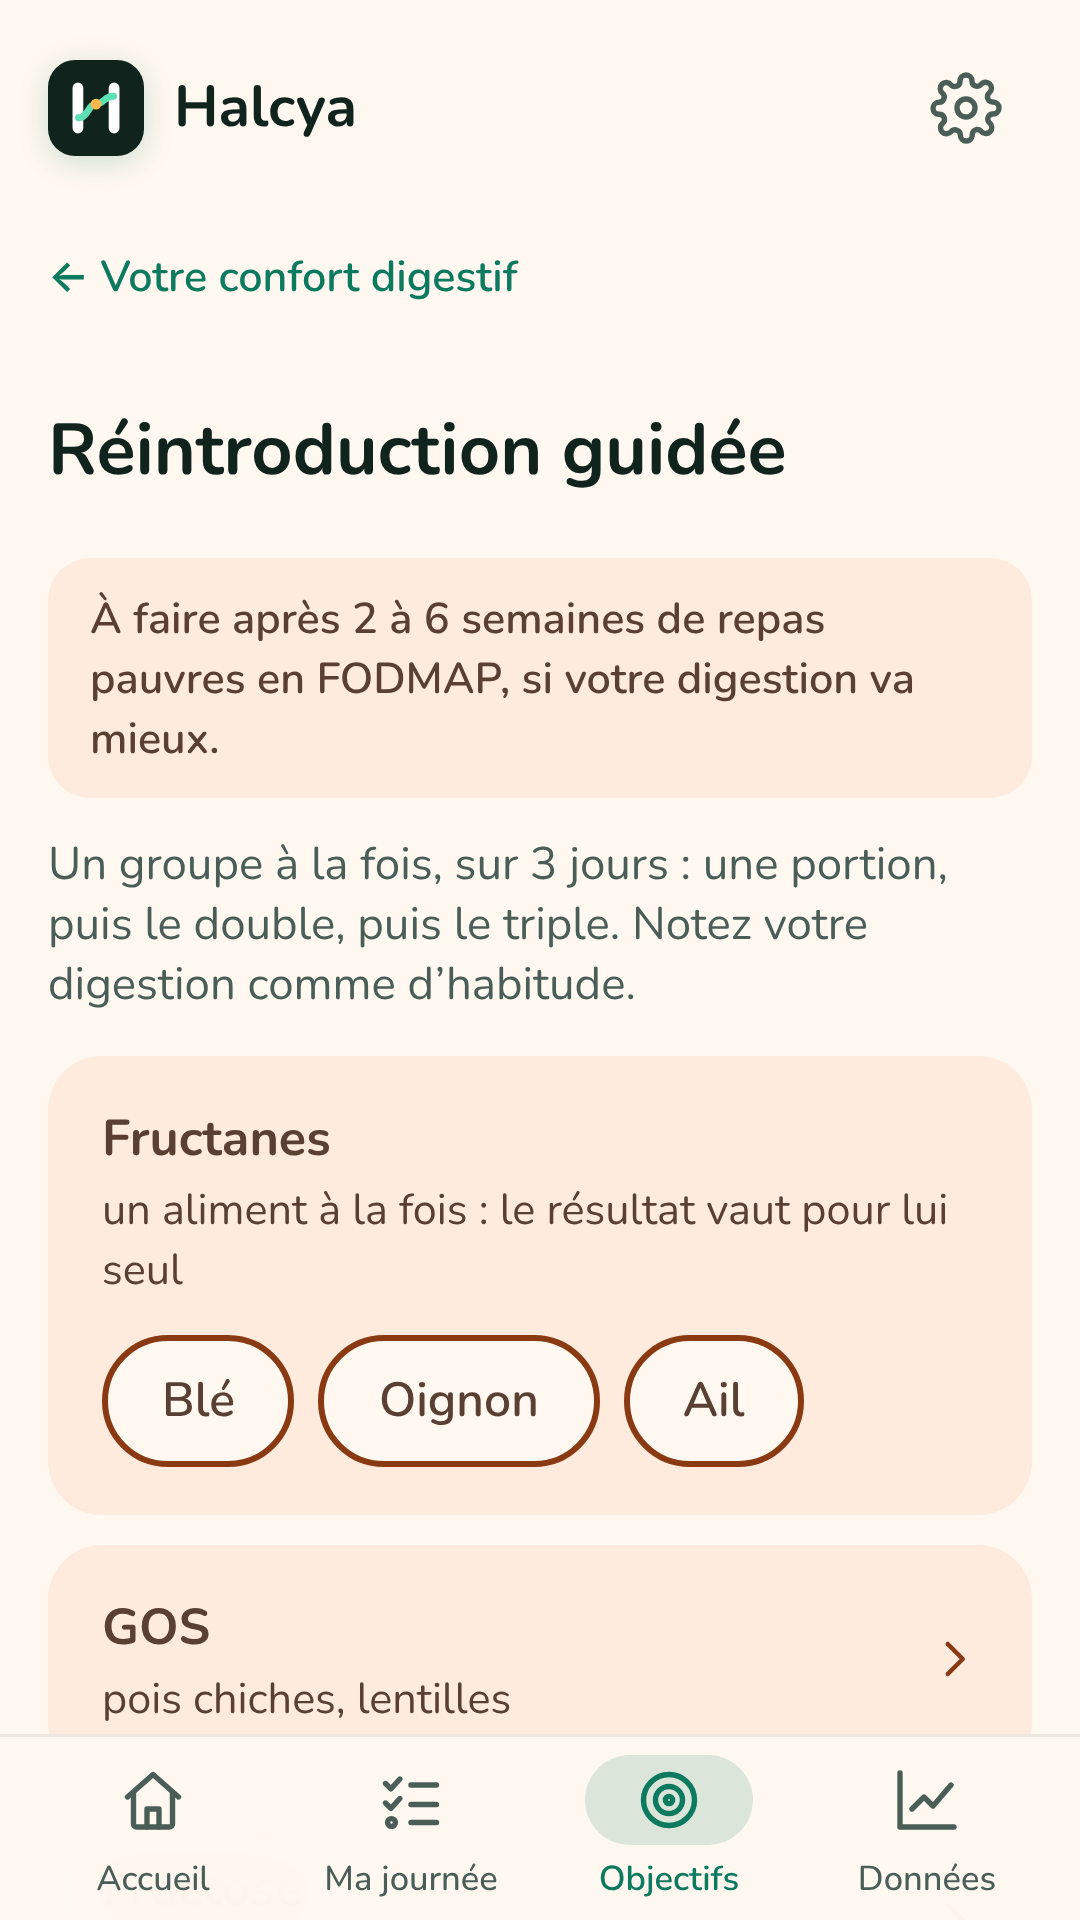 Halcya
← Votre confort digestif
Réintroduction guidée
À faire après 2 à 6 semaines de repas
pauvres en FODMAP, si votre digestion va
mieux.
Un groupe à la fois, sur 3 jours : une portion,
puis le double, puis le triple. Notez votre
digestion comme d’habitude.
Fructanes
un aliment à la fois : le résultat vaut pour lui
seul
Blé
Oignon
Ail
GOS
pois chiches, lentilles
Accueil
Ma journée
Objectifs
Données